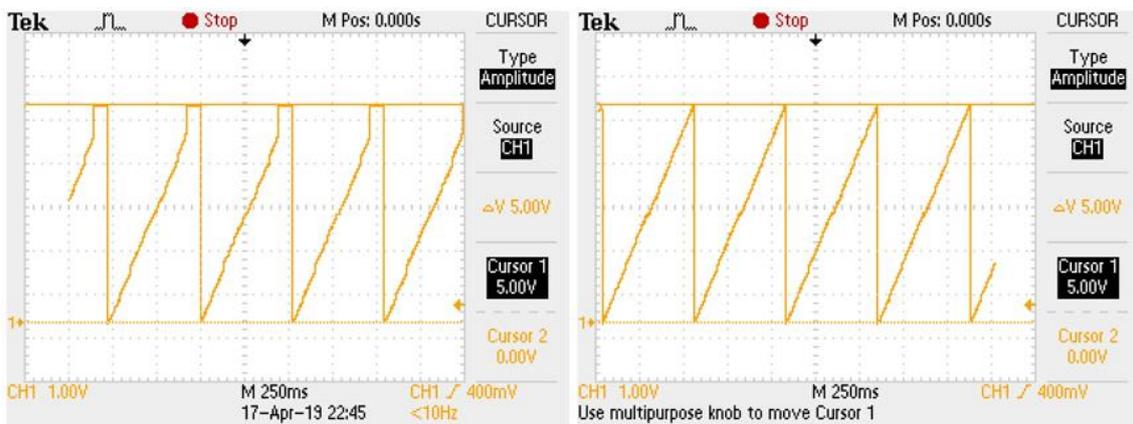 Tek Stop M Pos: 0.000s CURSOR
Type
Amplitude
Source
CH1
△V 5.00V
Cursor 1
5.00V
1
Cursor 2
0.00V
CH1 1.00V M 250ms CH1 400mV
17-Apr-19 22:45 <10Hz
Tek Stop M Pos: 0.000s CURSOR
Type
Amplitude
Source
CH1
△V 5.00V
Cursor 1
5.00V
1
Cursor 2
0.00V
CH1 1.00V M 250ms CH1 400mV
Use multipurpose knob to move Cursor 1